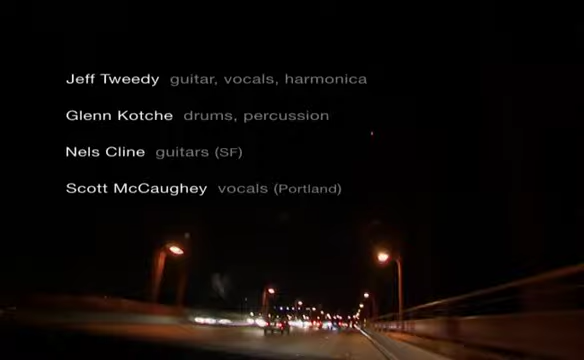 Jeff Tweedy guitar, vocals, harmonica
Glenn Kotche drums, percussion
Nels Cline guitars (SF)
Scott McCaughey vocals (Portland)